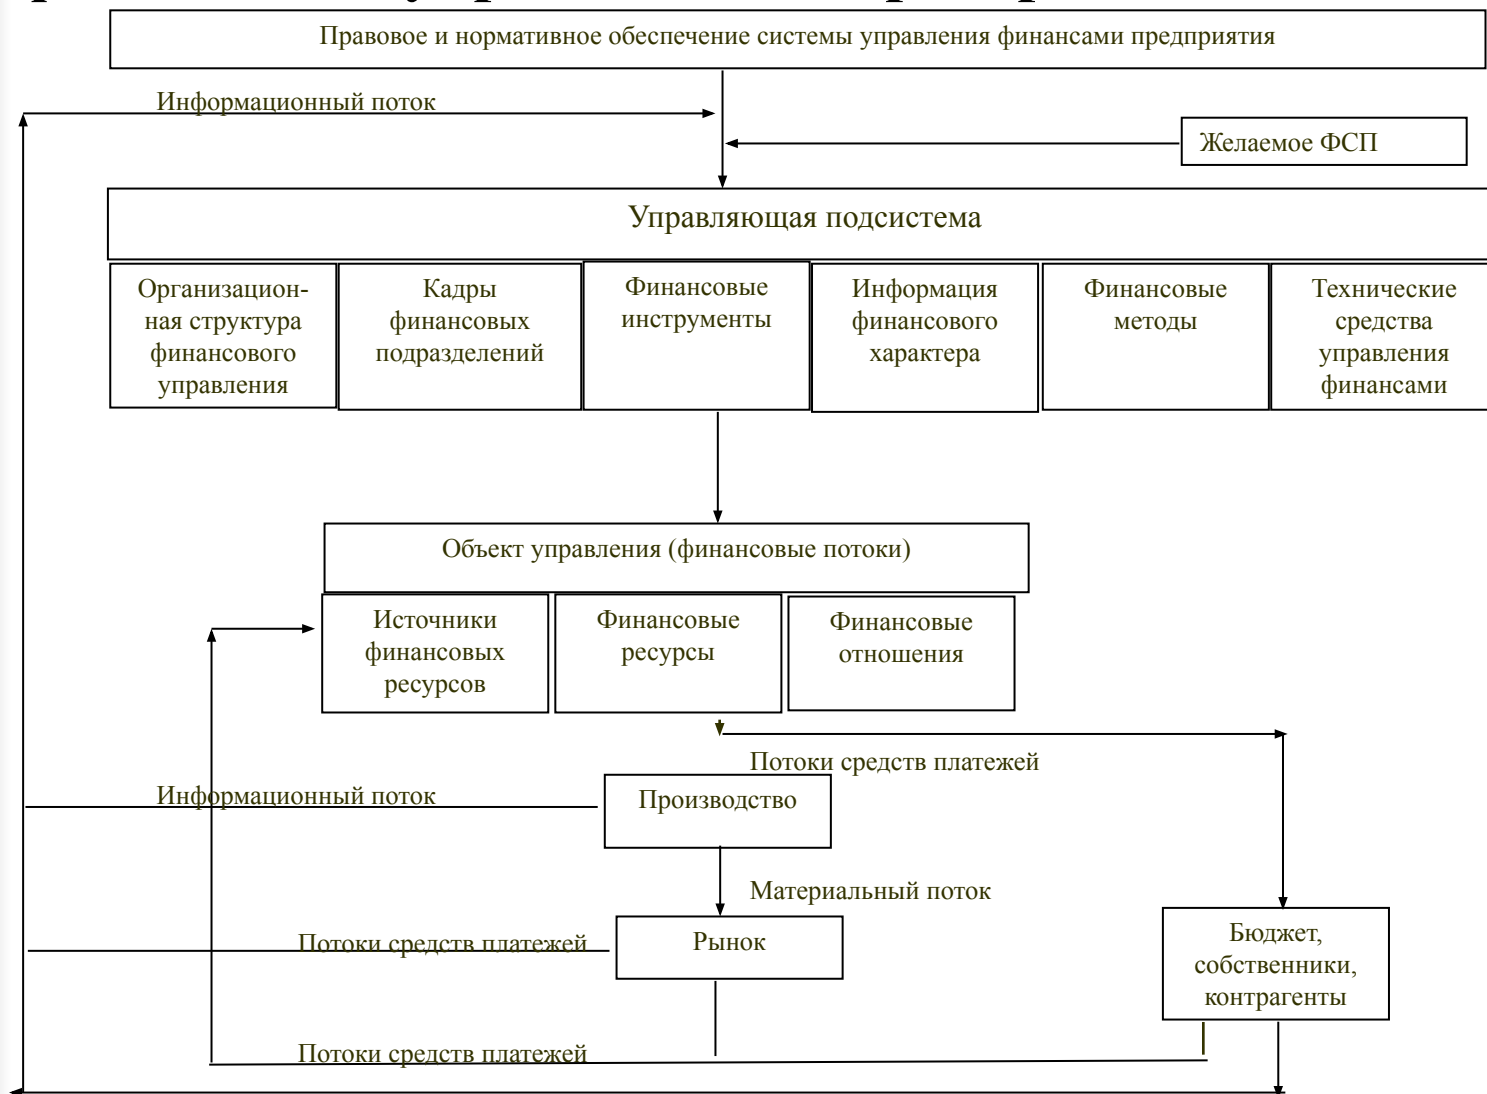 Правовое и нормативное обеспечение системы управления финансами предприятия
Информационный поток
Желаемое ФСП
Управляющая подсистема
Организацион-
ная структура
финансового
управления
Кадры
финансовых
подразделений
Финансовые
инструменты
Информация
финансового
характера
Финансовые
методы
Технические
средства
управления
финансами
Объект управления (финансовые потоки)
Источники
финансовых
ресурсов
Финансовые
ресурсы
Финансовые
отношения
Потоки средств платежей
Информационный поток
Производство
Материальный поток
Потоки средств платежей
Рынок
Бюджет,
собственники,
контрагенты
Потоки средств платежей